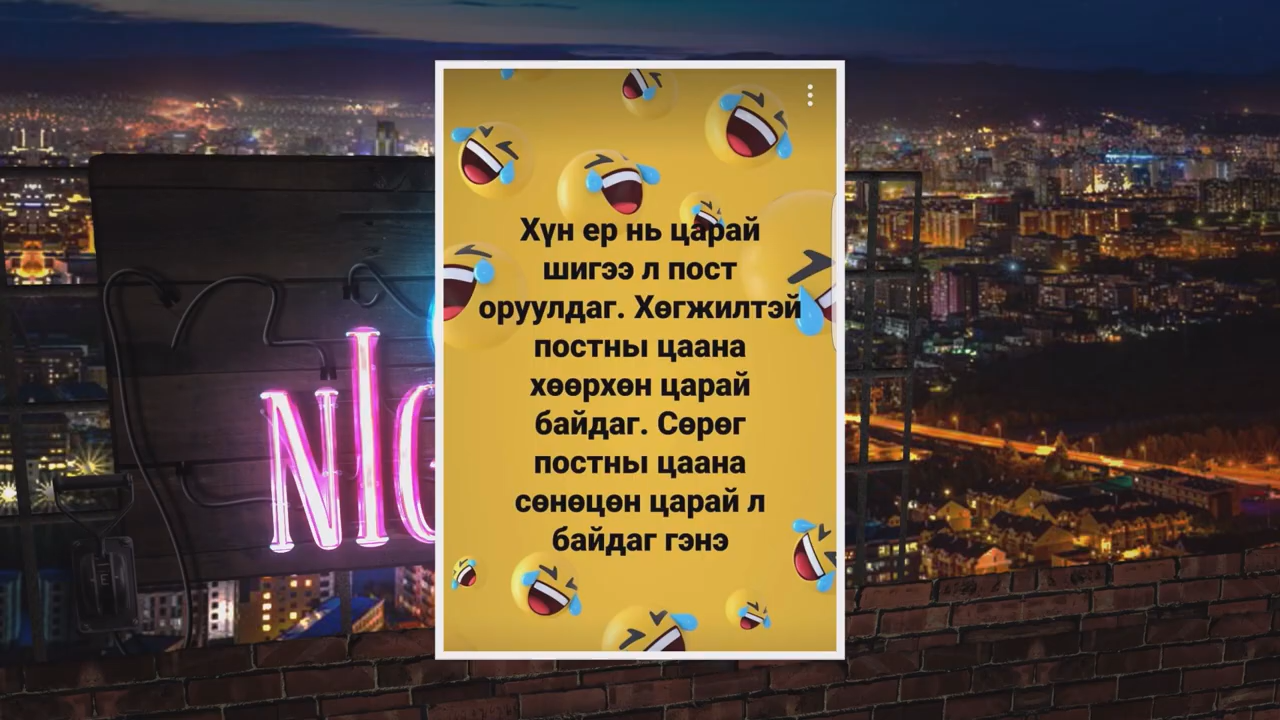 Хүн ер нь царай
шигээ л пост
оруулдаг. Хөгжилтэй
постны цаана
хөөрхөн царай
байдаг. Сөрөг
постны цаана
сөнөцөн царай л
байдаг гэнэ